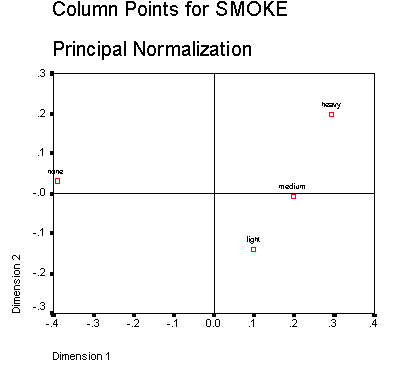 Column Points for SMOKE
Principal Normalization
.3
heavy
.2
.1
none
medium
-.0
-.1
light
-.2
-.3
-.4 -.3 -.2 -.1 0.0 .1 .2 .3 .4
Dimension 2
Dimension 1